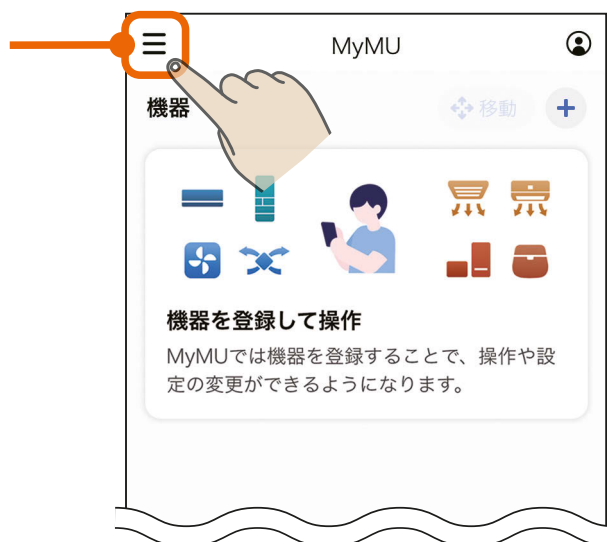 MyMU
機器
移動
機器を登録して操作
MyMUでは機器を登録することで、操作や設
定の変更ができるようになります。